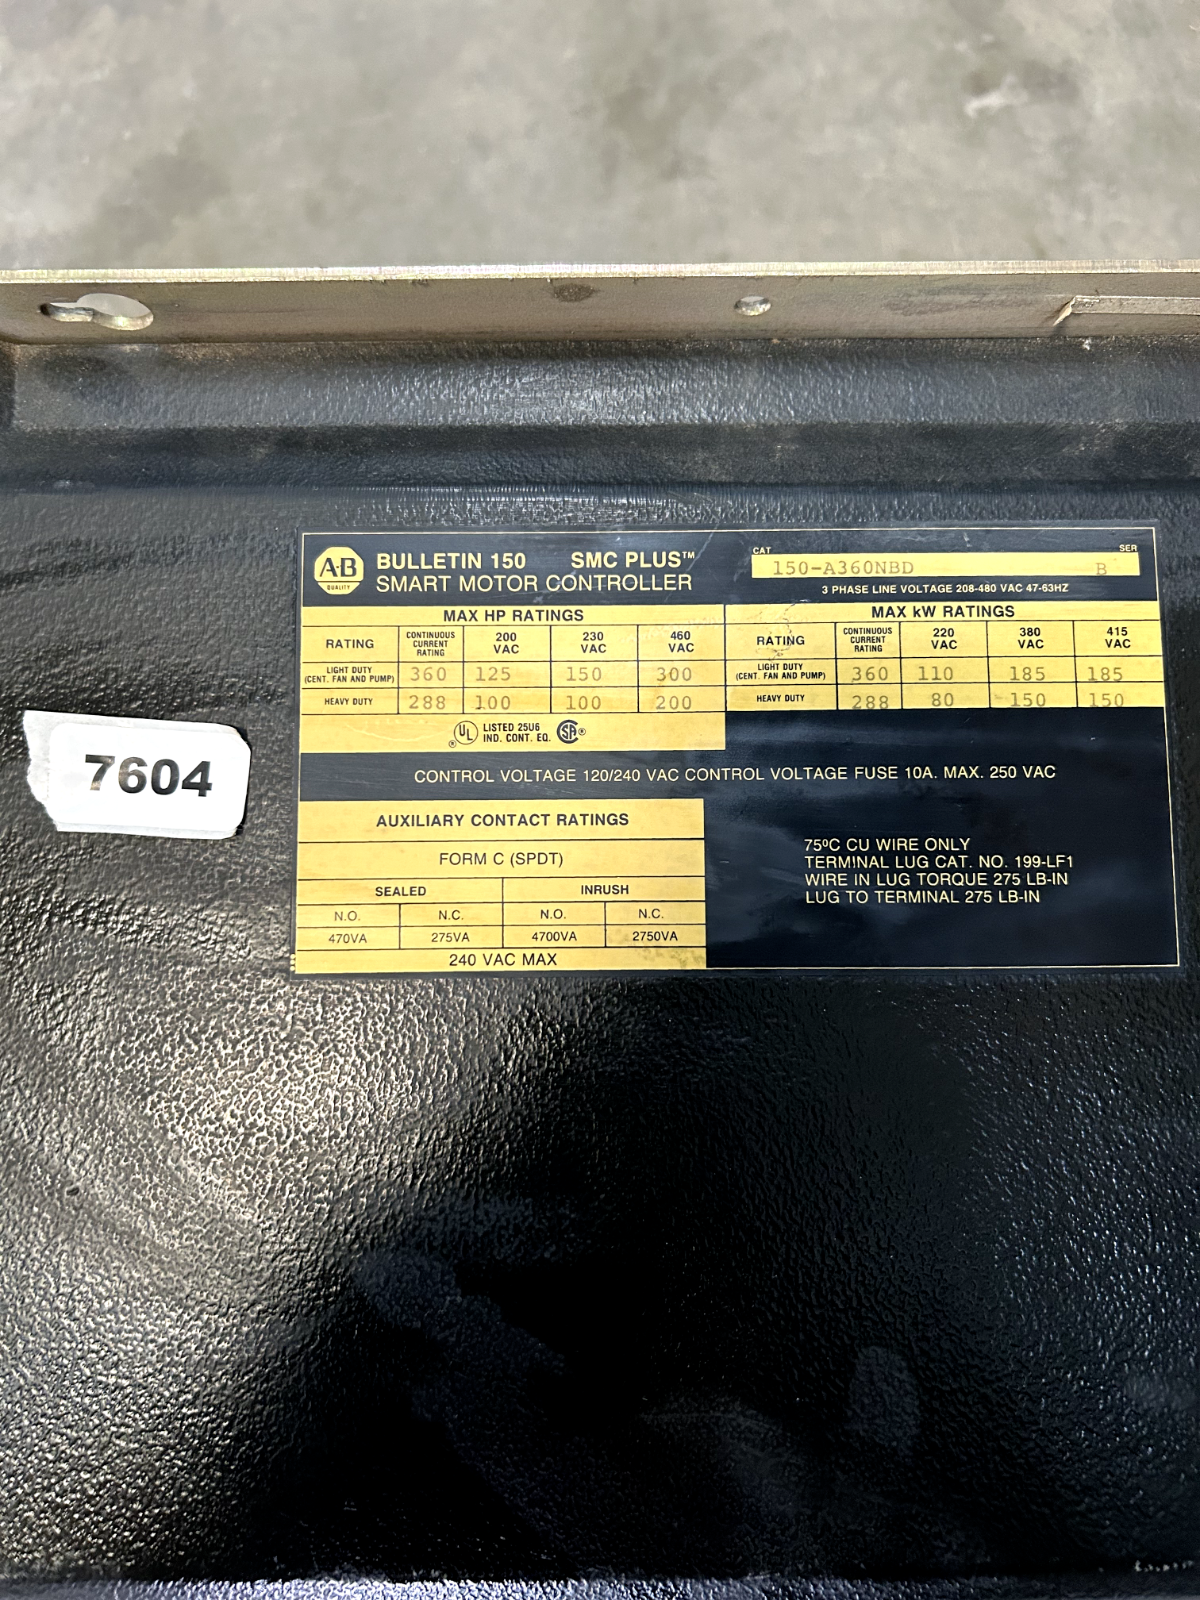 A·B
QUALITY
BULLETIN 150 SMC PLUS™
SMART MOTOR CONTROLLER
CAT SER
150-A360NBD B
3 PHASE LINE VOLTAGE 208-480 VAC 47-63HZ
MAX HP RATINGS
RATING CONTINUOUS CURRENT RATING 200 VAC 230 VAC 460 VAC
LIGHT DUTY (CENT. FAN AND PUMP) 360 125 150 300
HEAVY DUTY 288 100 100 200
MAX kW RATINGS
RATING CONTINUOUS CURRENT RATING 220 VAC 380 VAC 415 VAC
LIGHT DUTY (CENT. FAN AND PUMP) 360 110 185 185
HEAVY DUTY 288 80 150 150
® UL LISTED 25U6 SA ®
IND. CONT. EQ.
7604
CONTROL VOLTAGE 120/240 VAC CONTROL VOLTAGE FUSE 10A. MAX. 250 VAC
AUXILIARY CONTACT RATINGS
FORM C (SPDT)
SEALED INRUSH
N.O. N.C. N.O. N.C.
470VA 275VA 4700VA 2750VA
240 VAC MAX
75ºC CU WIRE ONLY
TERMINAL LUG CAT. NO. 199-LF1
WIRE IN LUG TORQUE 275 LB-IN
LUG TO TERMINAL 275 LB-IN